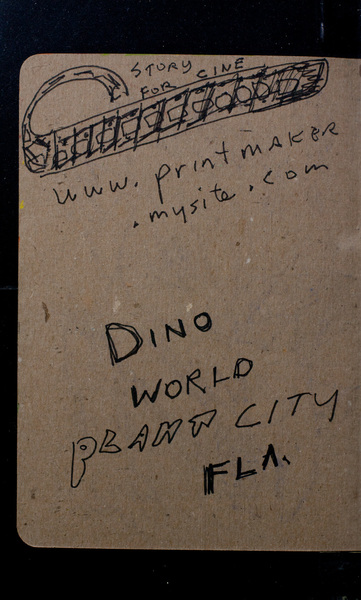 STORY
FOR CINE
www.printMAKER
.mysite.com
DINO
WORLD
PLANT CITY
FLA.